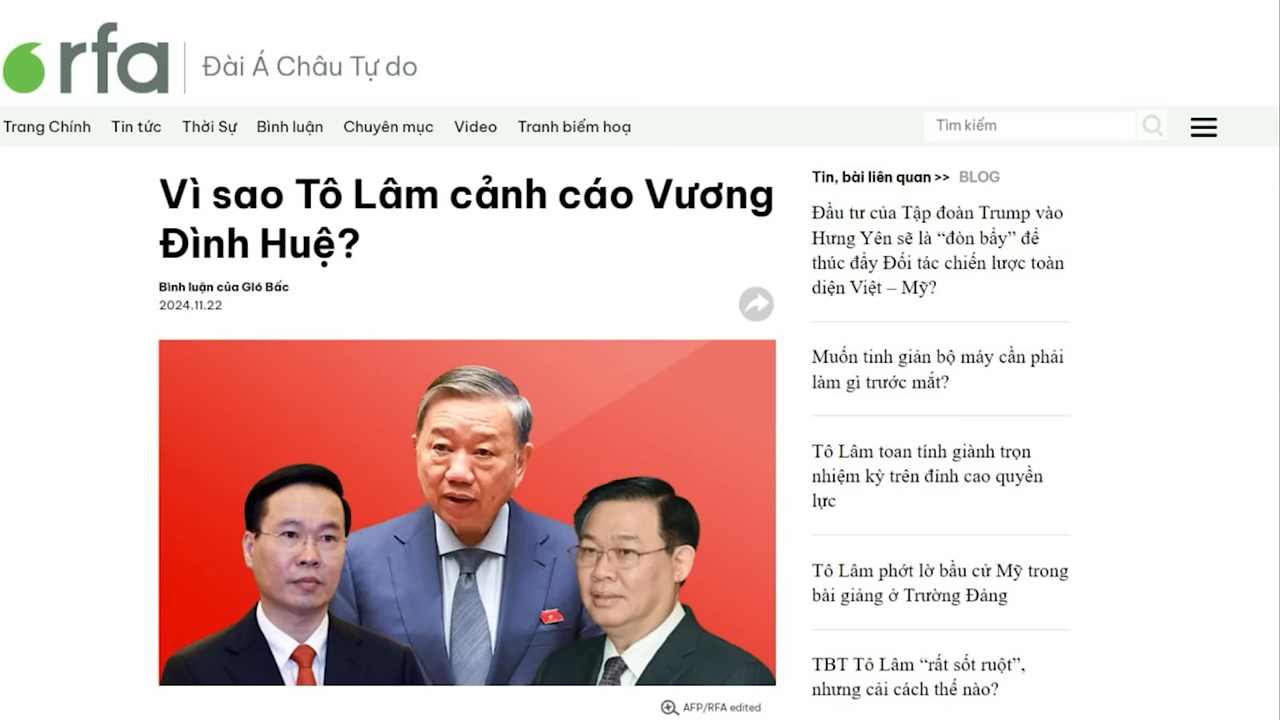 rfa
Đài Á Châu Tự do
Trang Chính Tin tức Thời Sự Bình luận Chuyên mục Video Tranh biếm hoạ
Tìm kiếm
Vì sao Tô Lâm cảnh cáo Vương
Đình Huệ?
Bình luận của Gió Bấc
2024.11.22
AFP/RFA edited
Tin, bài liên quan >> BLOG
Đầu tư của Tập đoàn Trump vào
Hưng Yên sẽ là “đòn bẩy” để
thúc đẩy Đối tác chiến lược toàn
diện Việt – Mỹ?
Muốn tinh giản bộ máy cần phải
làm gì trước mắt?
Tô Lâm toan tính giành trọn
nhiệm kỳ trên đỉnh cao quyền
lực
Tô Lâm phớt lờ bầu cử Mỹ trong
bài giảng ở Trường Đảng
TBT Tô Lâm “rất sốt ruột”,
nhưng cải cách thế nào?